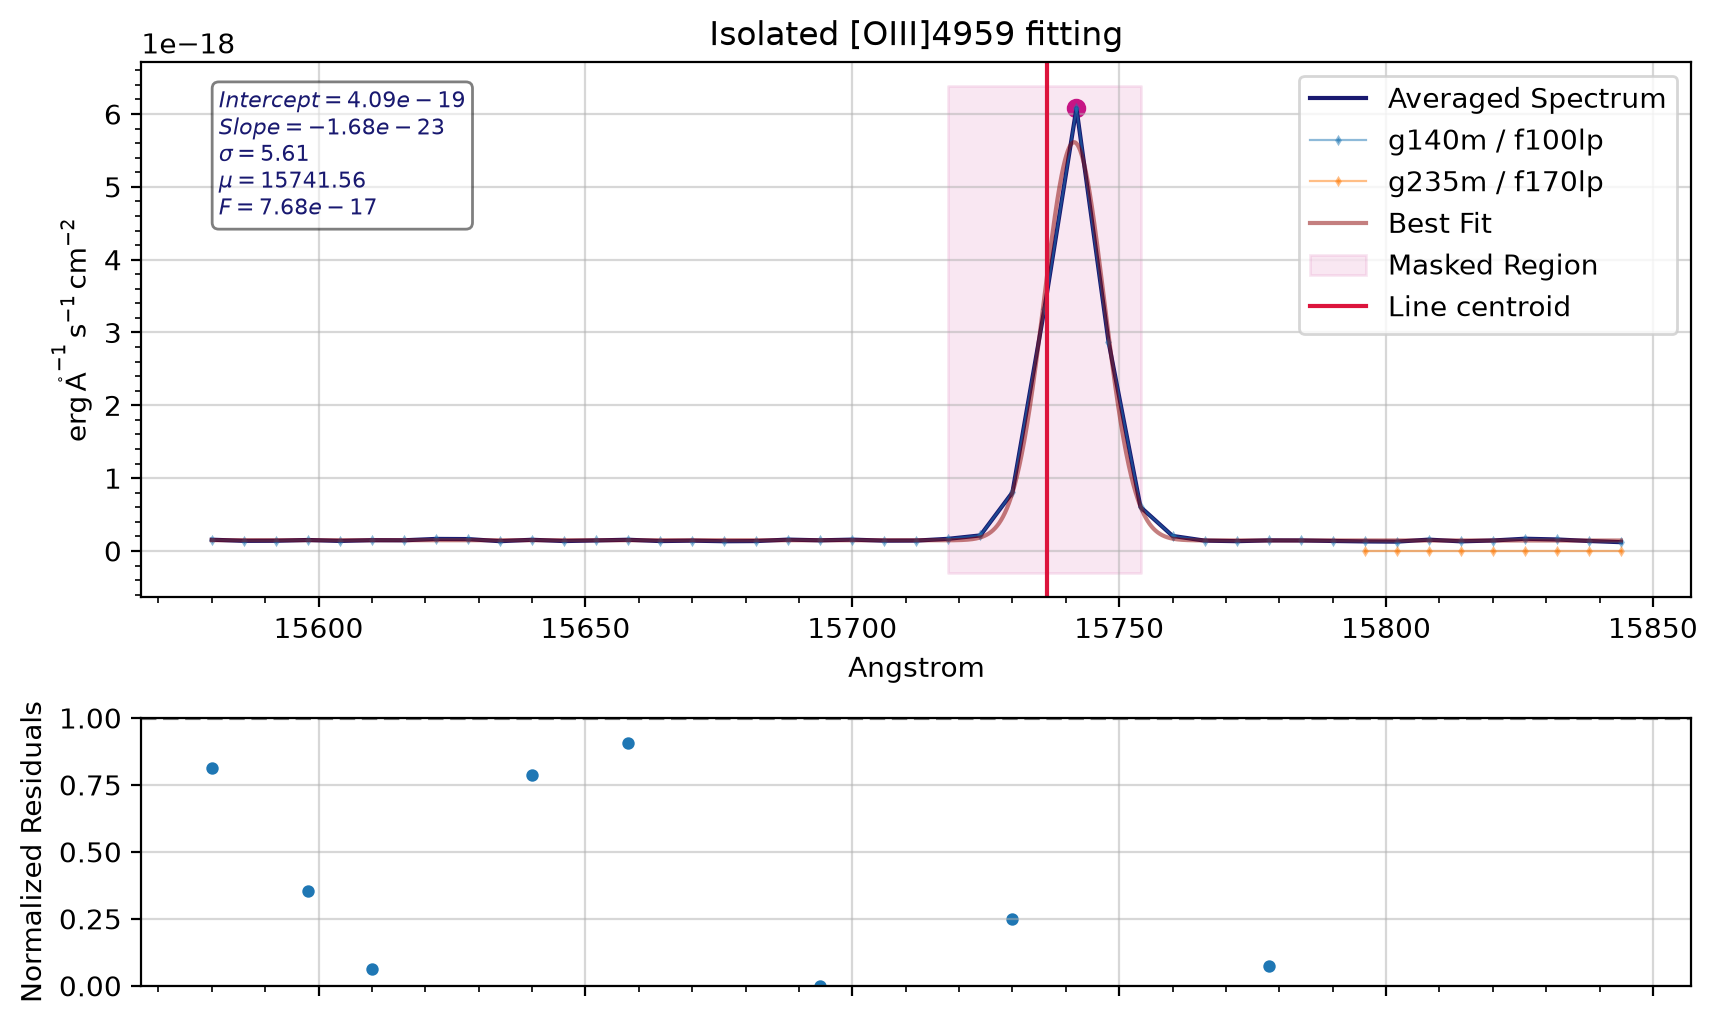 Isolated [OIII]4959 fitting
1e−18
Intercept = 4.09e − 19
Slope = −1.68e − 23
σ = 5.61
μ = 15741.56
F = 7.68e − 17
Averaged Spectrum
g140m / f100lp
g235m / f170lp
Best Fit
Masked Region
Line centroid
erg Å⁻¹ s⁻¹ cm⁻²
6
5
4
3
2
1
0
15600 15650 15700 15750 15800 15850
Angstrom
Normalized Residuals
1.00
0.75
0.50
0.25
0.00